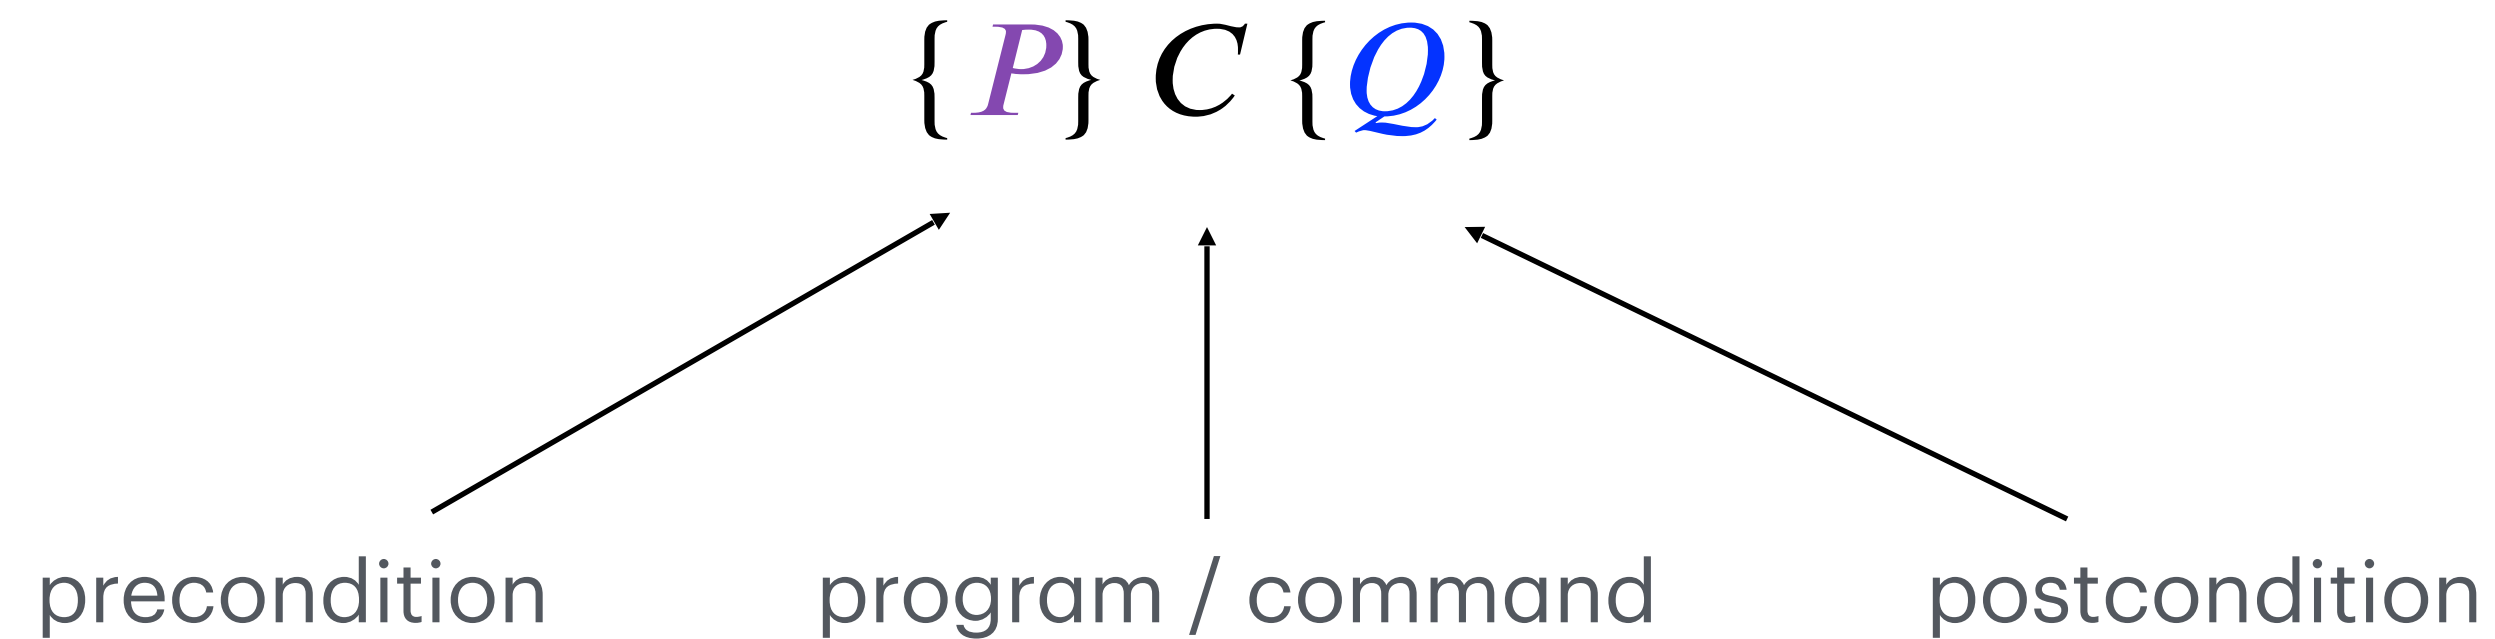 {P} C {Q}
precondition program / command postcondition